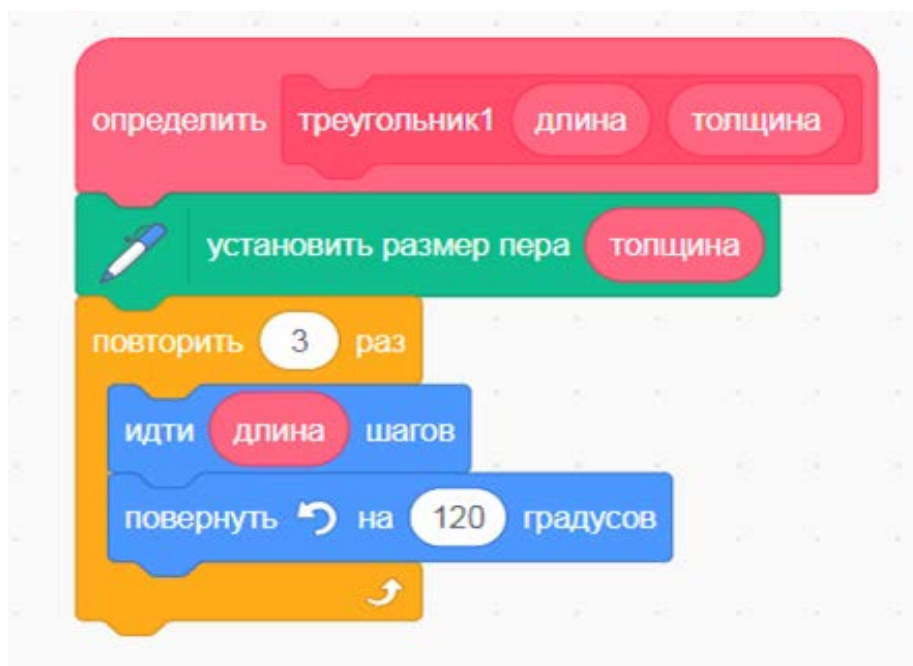 определить треугольник1 длина толщина
установить размер пера толщина
повторить 3 раз
идти длина шагов
повернуть на 120 градусов